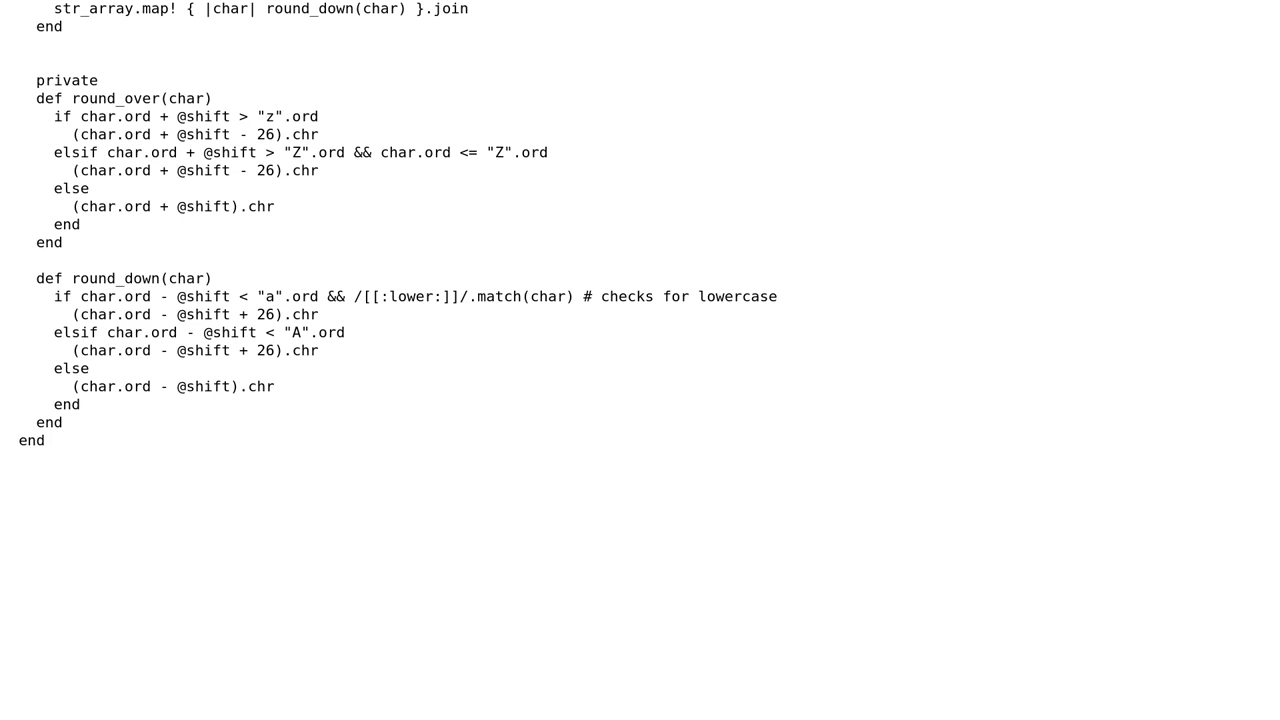 str_array.map! { |char| round_down(char) }.join
  end


  private
  def round_over(char)
    if char.ord + @shift > "z".ord
      (char.ord + @shift - 26).chr
    elsif char.ord + @shift > "Z".ord && char.ord <= "Z".ord
      (char.ord + @shift - 26).chr
    else
      (char.ord + @shift).chr
    end
  end

  def round_down(char)
    if char.ord - @shift < "a".ord && /[[:lower:]]/.match(char) # checks for lowercase
      (char.ord - @shift + 26).chr
    elsif char.ord - @shift < "A".ord
      (char.ord - @shift + 26).chr
    else
      (char.ord - @shift).chr
    end
  end
end